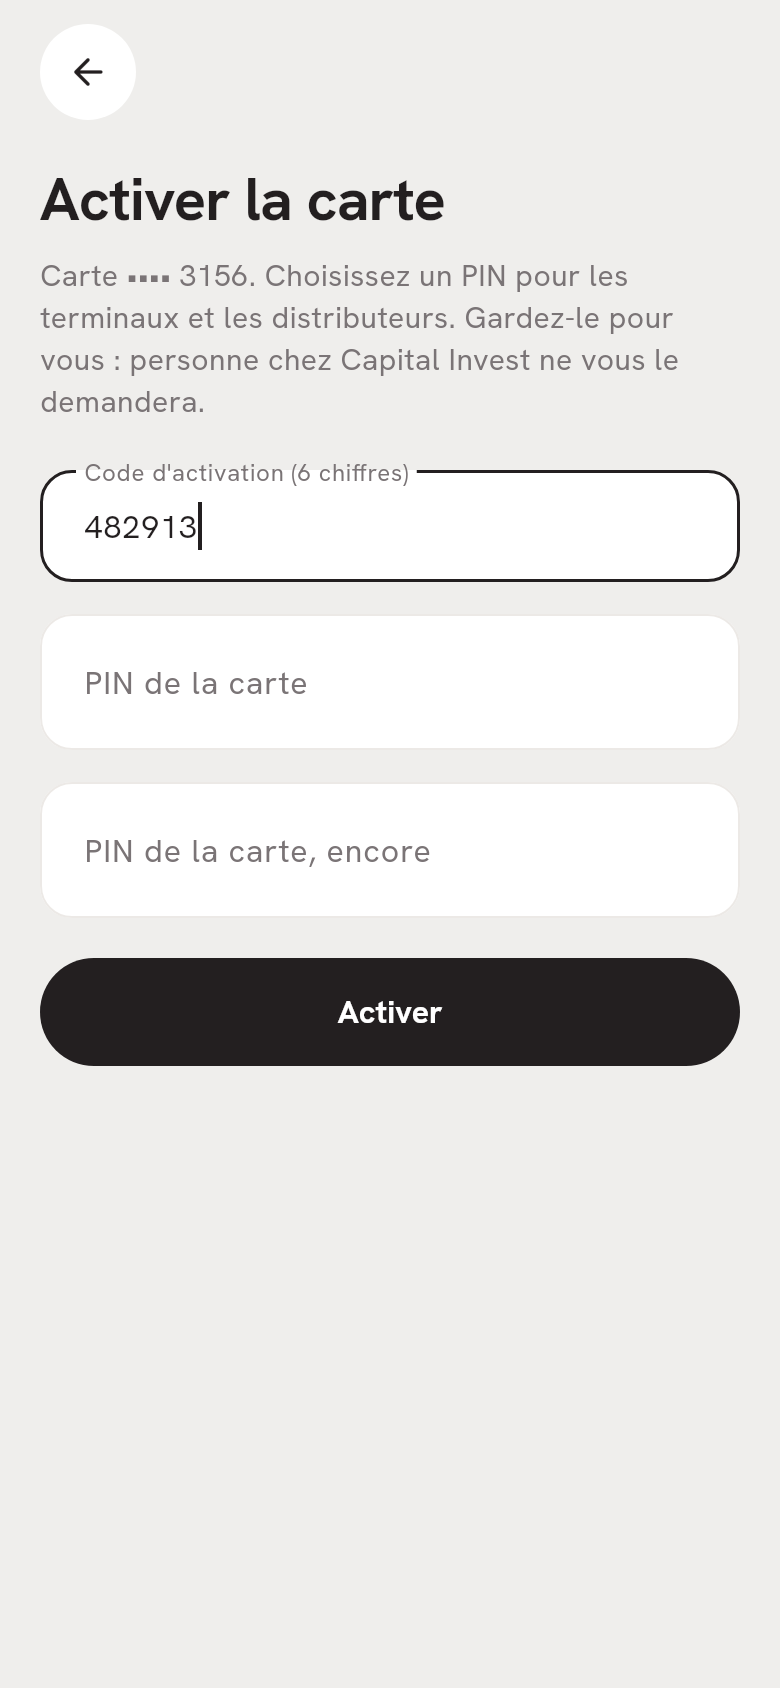 Activer la carte
Carte ▪▪▪▪ 3156. Choisissez un PIN pour les
terminaux et les distributeurs. Gardez-le pour
vous : personne chez Capital Invest ne vous le
demandera.
Code d'activation (6 chiffres)
482913
PIN de la carte
PIN de la carte, encore
Activer